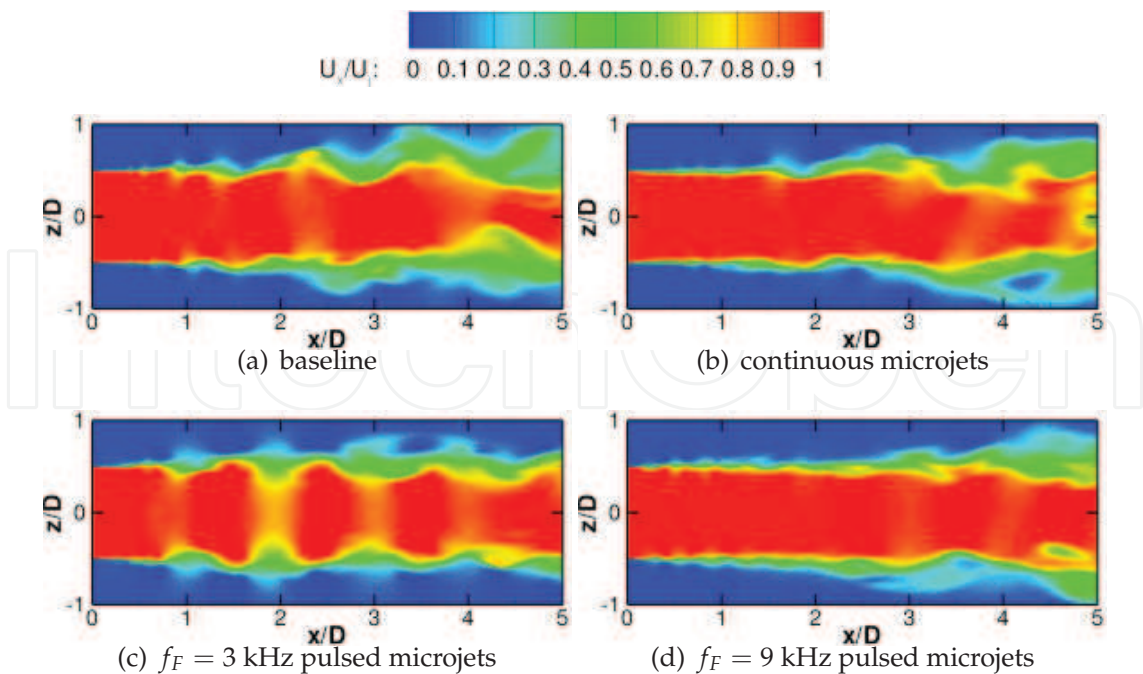 Uₓ/Uⱼ: 0 0.1 0.2 0.3 0.4 0.5 0.6 0.7 0.8 0.9 1
z/D
1
0
-1
0 1 2 3 4 5
x/D
(a) baseline
z/D
1
0
-1
0 1 2 3 4 5
x/D
(b) continuous microjets
IntechOpen
z/D
1
0
-1
0 1 2 3 4 5
x/D
(c) f_F = 3 kHz pulsed microjets
z/D
1
0
-1
0 1 2 3 4 5
x/D
(d) f_F = 9 kHz pulsed microjets